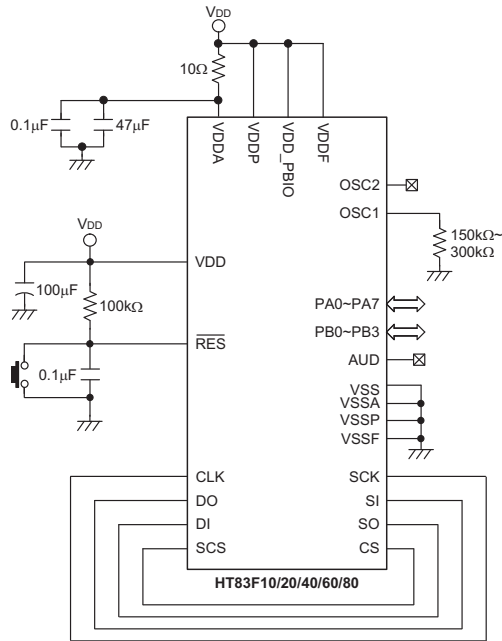 VDD
10Ω
0.1μF
47μF
VDDA
VDDP
VDD_PBIO
VDDF
OSC2
OSC1
150kΩ~
300kΩ
VDD
VDD
100μF
100kΩ
PA0~PA7
PB0~PB3
RES
0.1μF
AUD
VSS
VSSA
VSSP
VSSF
CLK
SCK
DO
SI
DI
SO
SCS
CS
HT83F10/20/40/60/80